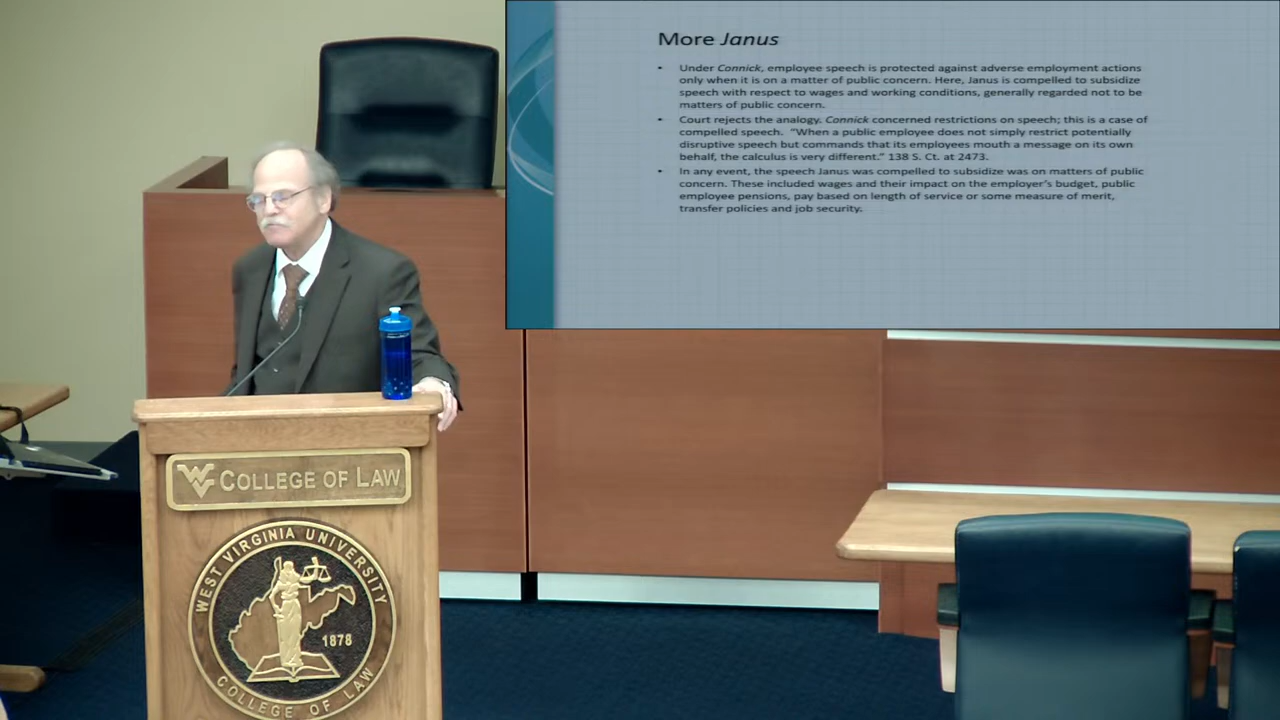 More Janus
• Under Connick, employee speech is protected against adverse employment actions
only when it is on a matter of public concern. Here, Janus is compelled to subsidize
speech with respect to wages and working conditions, generally regarded not to be
matters of public concern.
• Court rejects the analogy. Connick concerned restrictions on speech; this is a case of
compelled speech. "When a public employee does not simply restrict potentially
disruptive speech but commands that its employees mouth a message on its own
behalf, the calculus is very different." 138 S. Ct. at 2473.
• In any event, the speech Janus was compelled to subsidize was on matters of public
concern. These included wages and their impact on the employer's budget, public
employee pensions, pay based on length of service or some measure of merit,
transfer policies and job security.
WV COLLEGE OF LAW
WEST VIRGINIA UNIVERSITY
1878
COLLEGE OF LAW